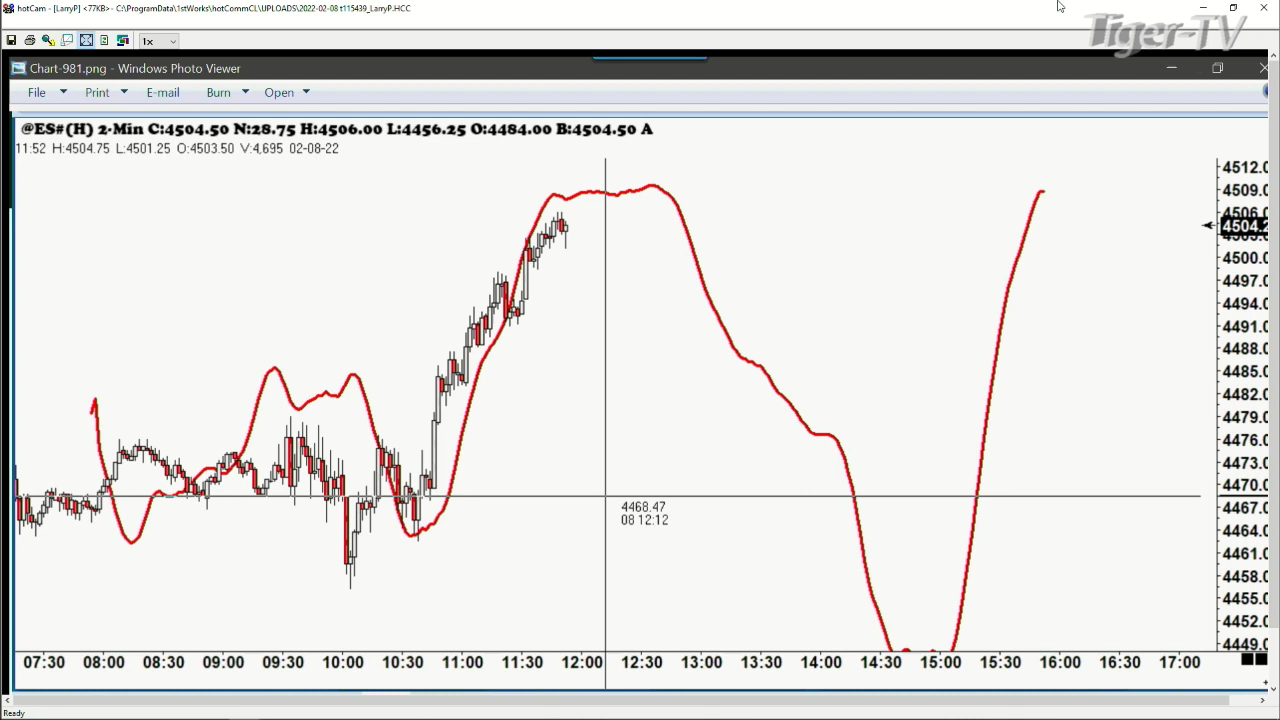 hotCam - [LarryP] <77KB>- C:\ProgramData\1stWorks\hotCommCL\UPLOADS\2022-02-08 t115439_LarryP.HCC
Tiger-TV
1x
Chart-981.png - Windows Photo Viewer
File Print E-mail Burn Open
@ES#(H) 2-Min C:4504.50 N:28.75 H:4506.00 L:4456.25 O:4484.00 B:4504.50 A
11:52 H:4504.75 L:4501.25 O:4503.50 V:4,695 02-08-22
4512.0
4509.0
4506.0
4504.2
4500.0
4497.0
4494.0
4491.0
4488.0
4485.0
4482.0
4479.0
4476.0
4473.0
4470.0
4467.0
4464.0
4461.0
4458.0
4455.0
4452.0
4449.0
4468.47
08 12:12
07:30 08:00 08:30 09:00 09:30 10:00 10:30 11:00 11:30 12:00 12:30 13:00 13:30 14:00 14:30 15:00 15:30 16:00 16:30 17:00
Ready